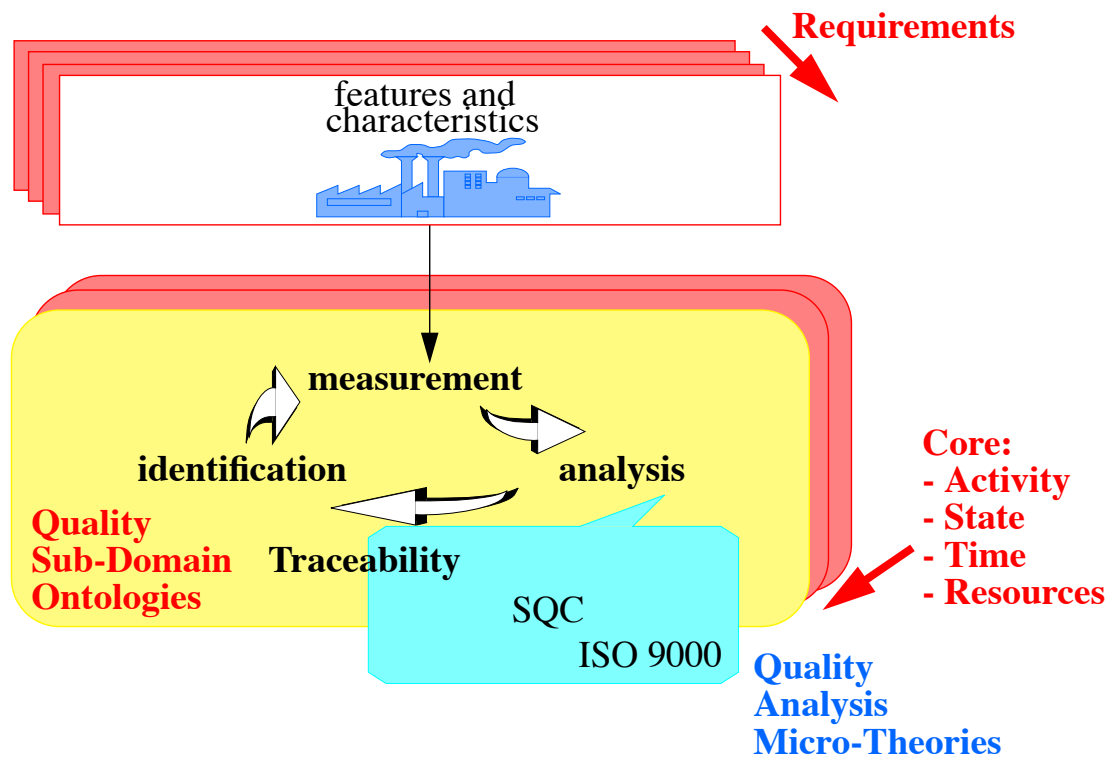 Requirements
features and
characteristics
measurement
identification
analysis
Core:
- Activity
- State
- Time
- Resources
Quality
Sub-Domain
Ontologies
Traceability
SQC
ISO 9000
Quality
Analysis
Micro-Theories